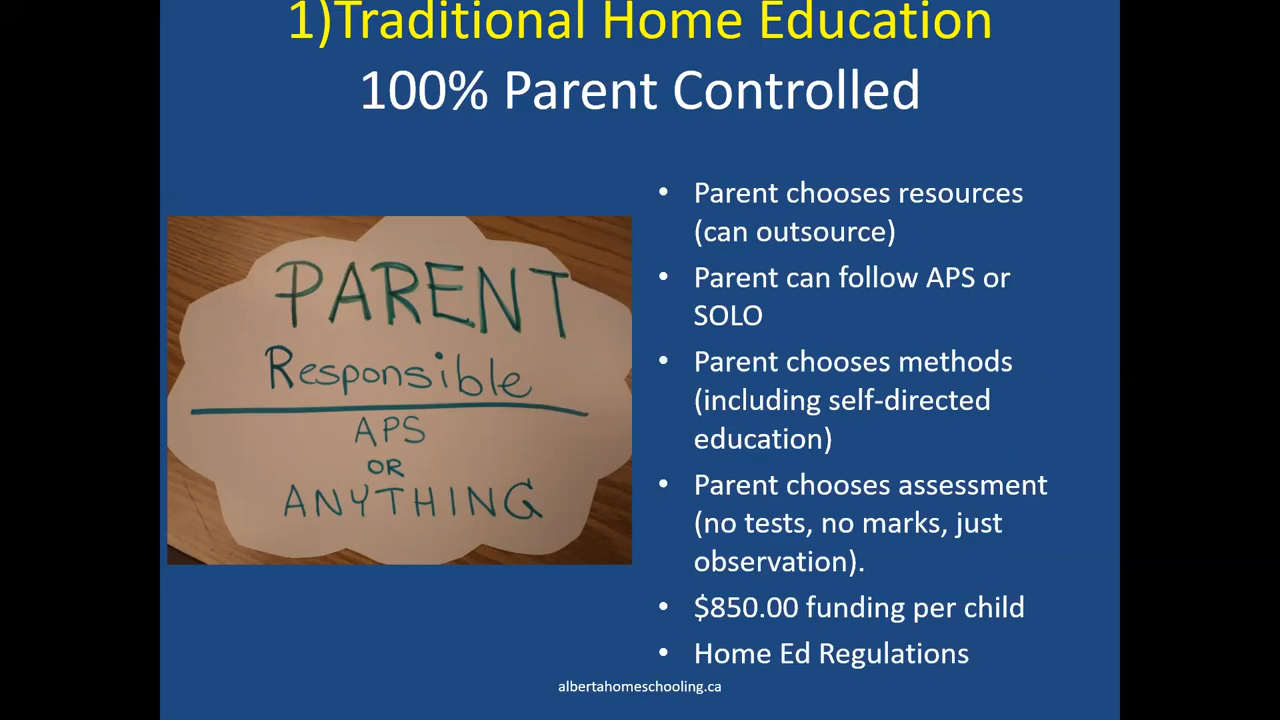 1)Traditional Home Education
100% Parent Controlled
PARENT
Responsible
APS
OR
ANYTHING
• Parent chooses resources
(can outsource)
• Parent can follow APS or
SOLO
• Parent chooses methods
(including self-directed
education)
• Parent chooses assessment
(no tests, no marks, just
observation).
• $850.00 funding per child
• Home Ed Regulations
albertahomeschooling.ca